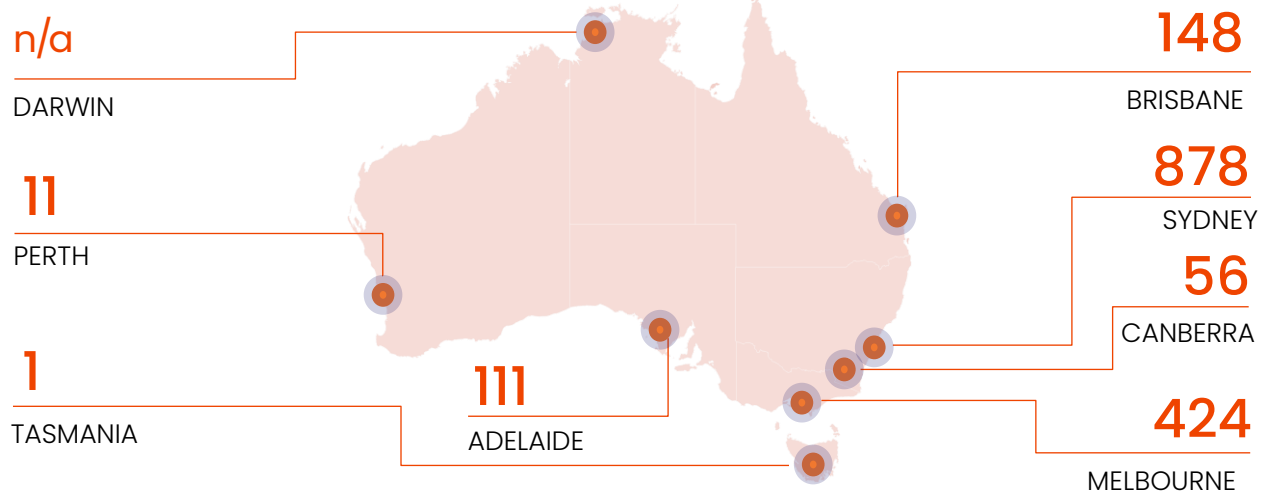 n/a
DARWIN
11
PERTH
1
TASMANIA
111
ADELAIDE
148
BRISBANE
878
SYDNEY
56
CANBERRA
424
MELBOURNE